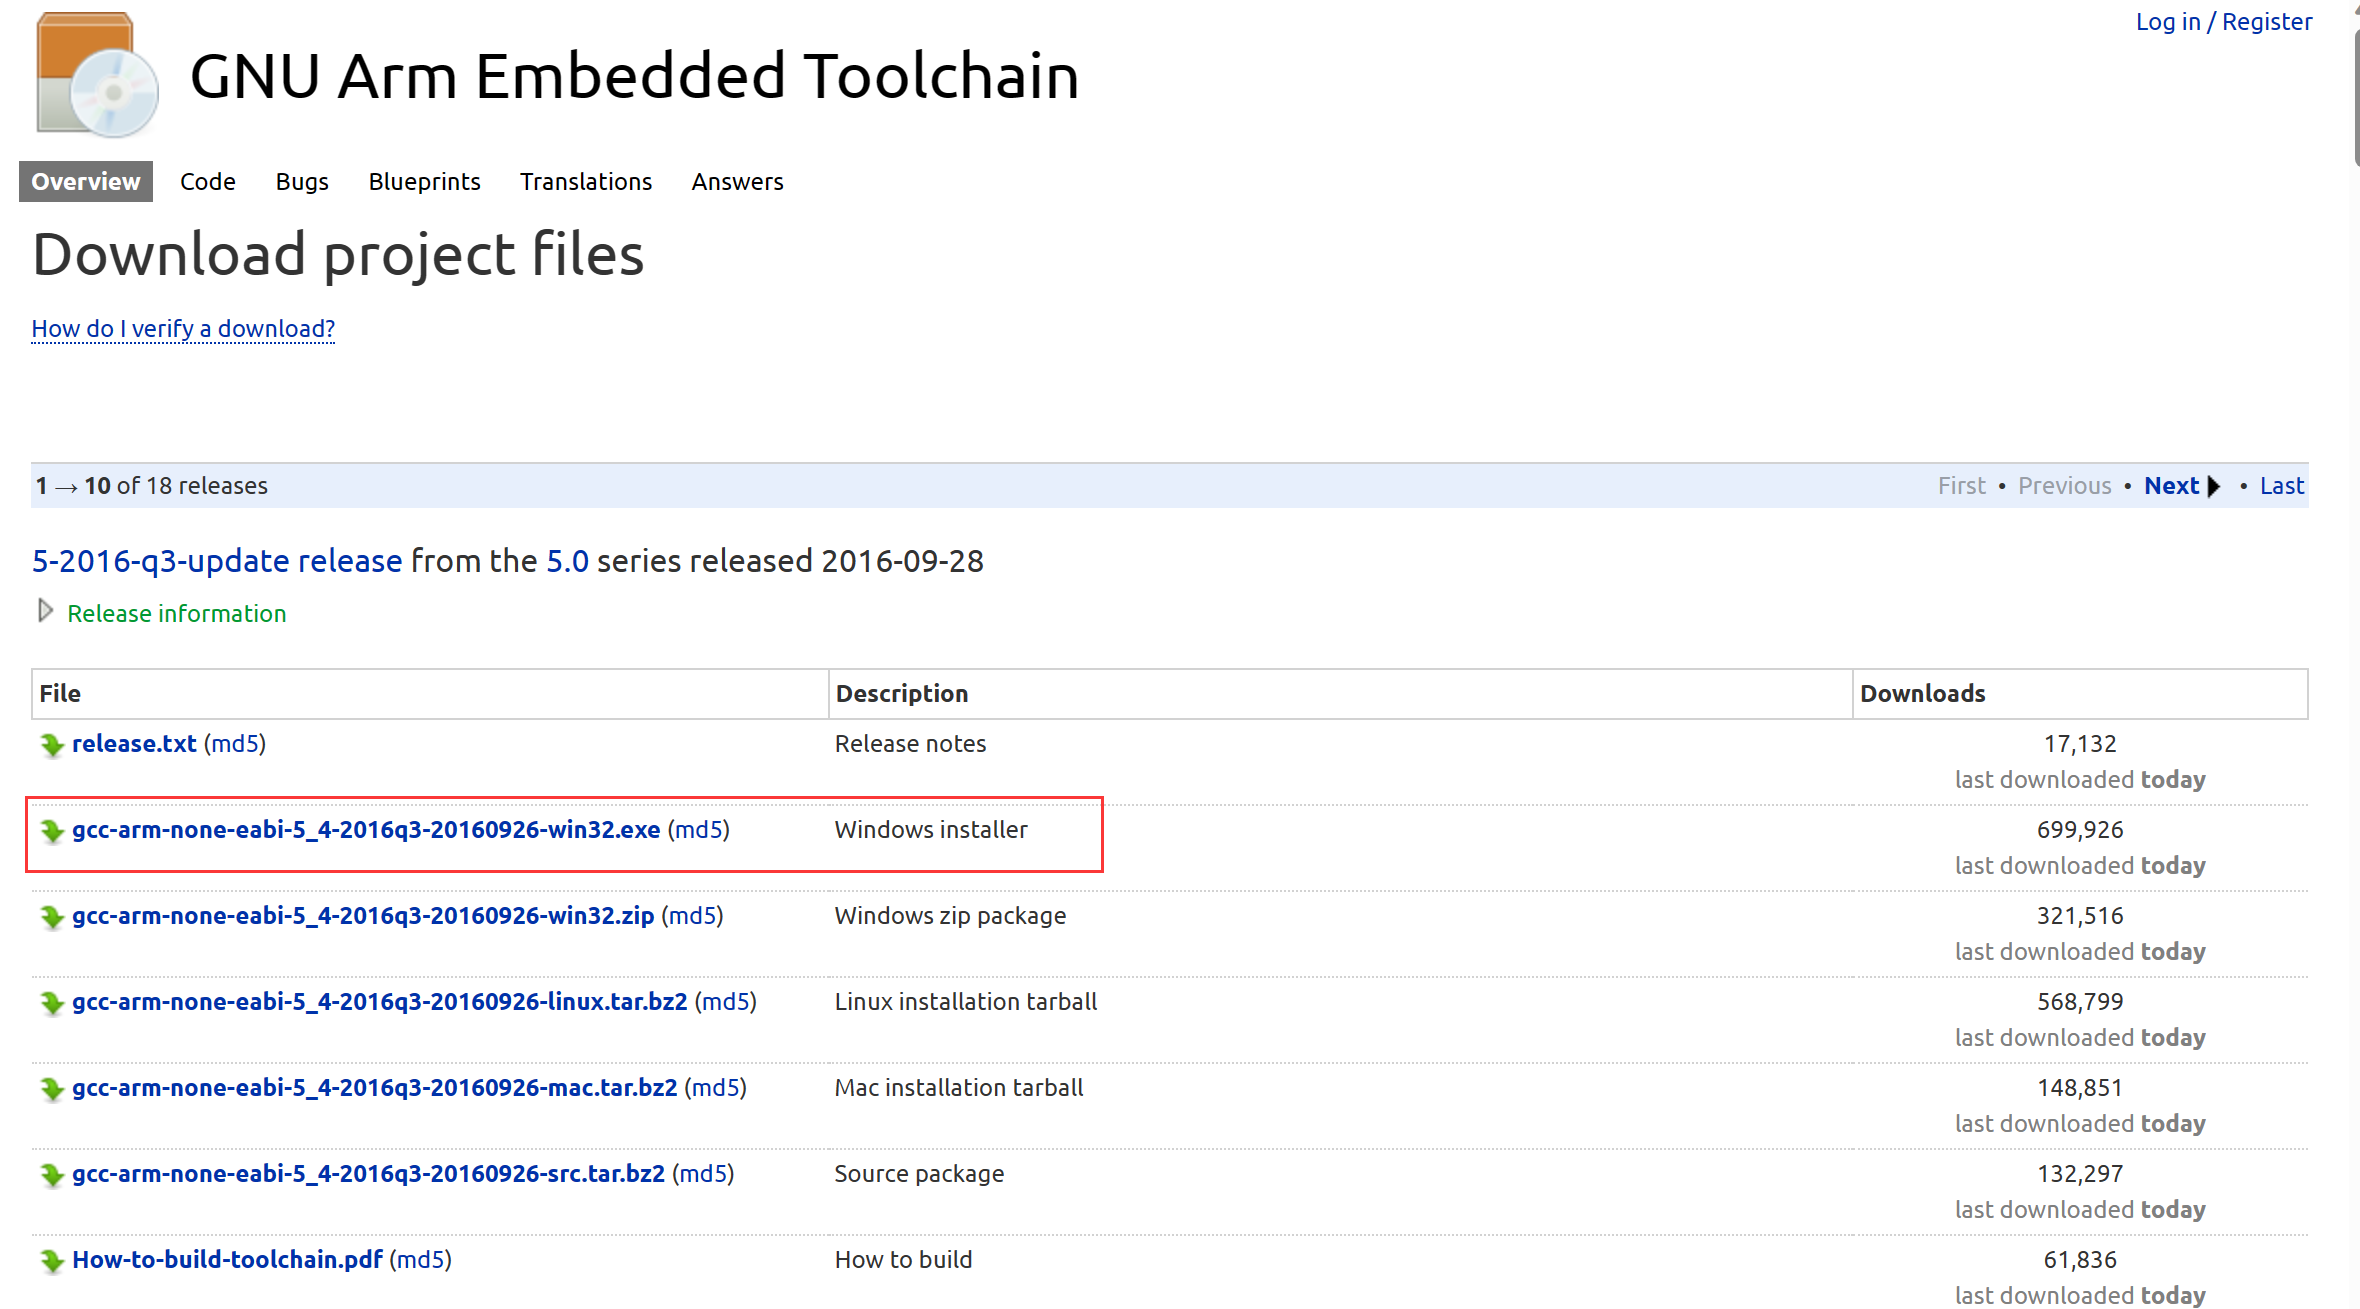 Log in / Register
GNU Arm Embedded Toolchain
Overview Code Bugs Blueprints Translations Answers
Download project files
How do I verify a download?
1 → 10 of 18 releases First • Previous • Next • Last
5-2016-q3-update release from the 5.0 series released 2016-09-28
Release information
File Description Downloads
release.txt (md5) Release notes 17,132
last downloaded today
gcc-arm-none-eabi-5_4-2016q3-20160926-win32.exe (md5) Windows installer 699,926
last downloaded today
gcc-arm-none-eabi-5_4-2016q3-20160926-win32.zip (md5) Windows zip package 321,516
last downloaded today
gcc-arm-none-eabi-5_4-2016q3-20160926-linux.tar.bz2 (md5) Linux installation tarball 568,799
last downloaded today
gcc-arm-none-eabi-5_4-2016q3-20160926-mac.tar.bz2 (md5) Mac installation tarball 148,851
last downloaded today
gcc-arm-none-eabi-5_4-2016q3-20160926-src.tar.bz2 (md5) Source package 132,297
last downloaded today
How-to-build-toolchain.pdf (md5) How to build 61,836
last downloaded today